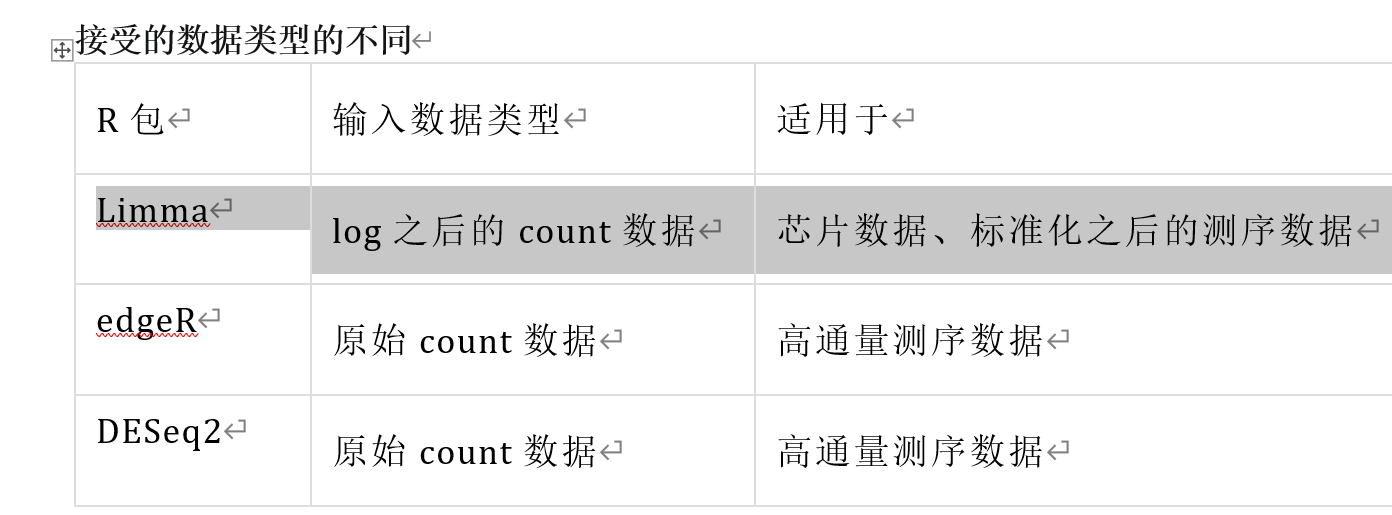 接受的数据类型的不同
R 包 输入数据类型 适用于
Limma log 之后的 count 数据 芯片数据、标准化之后的测序数据
edgeR 原始 count 数据 高通量测序数据
DESeq2 原始 count 数据 高通量测序数据